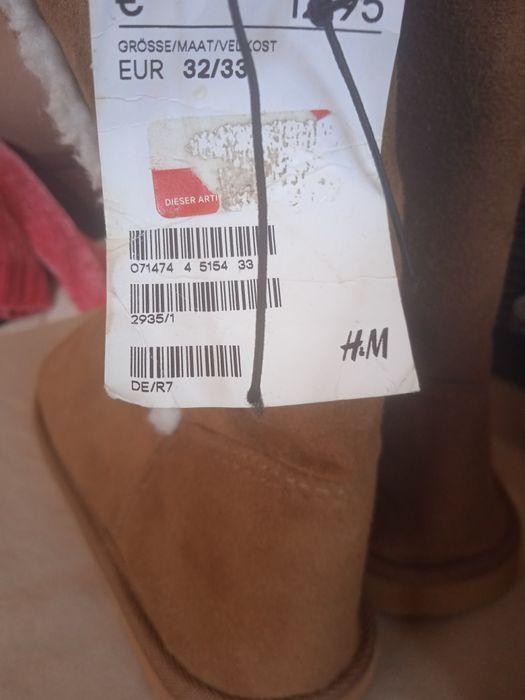 €
GRÖSSE/MAAT/VELIKOST
EUR 32/33
DIESER ARTI
071474 4 5154 33
2935/1
H&M
DE/R7